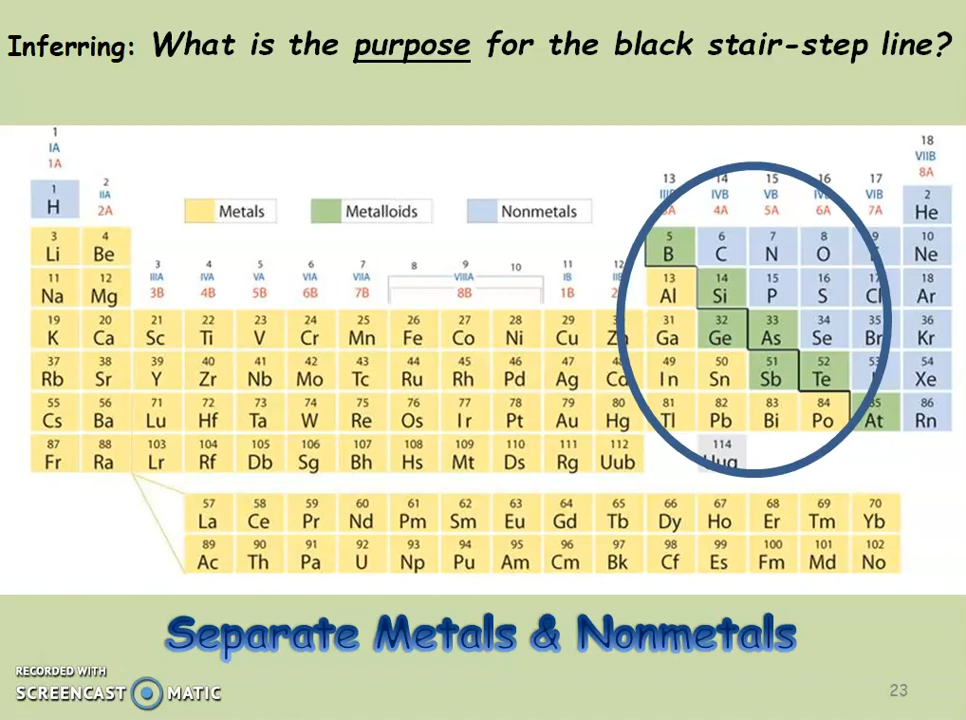 Inferring: What is the purpose for the black stair-step line?
1 18
IA VIIB
1A 8A
1 H 2 13 14 15 16 17 2 He
IIA IIIB IVB VB IVB VIB
2A 3A 4A 5A 6A 7A
Metals Metalloids Nonmetals
3 4 5 6 7 8 9 10
Li Be B C N O F Ne
3 4 5 6 7 8 9 10 11 12
IIIA IVA VA VIA VIIA VIIIA IB
3B 4B 5B 6B 7B 8B 1B
11 12 13 14 15 16 17 18
Na Mg Al Si P S Cl Ar
19 20 21 22 23 24 25 26 27 28 29 30 31 32 33 34 35 36
K Ca Sc Ti V Cr Mn Fe Co Ni Cu Zn Ga Ge As Se Br Kr
37 38 39 40 41 42 43 44 45 46 47 48 49 50 51 52 53 54
Rb Sr Y Zr Nb Mo Tc Ru Rh Pd Ag Cd In Sn Sb Te I Xe
55 56 71 72 73 74 75 76 77 78 79 80 81 82 83 84 85 86
Cs Ba Lu Hf Ta W Re Os Ir Pt Au Hg Tl Pb Bi Po At Rn
87 88 103 104 105 106 107 108 109 110 111 112 114
Fr Ra Lr Rf Db Sg Bh Hs Mt Ds Rg Uub Uuq
57 58 59 60 61 62 63 64 65 66 67 68 69 70
La Ce Pr Nd Pm Sm Eu Gd Tb Dy Ho Er Tm Yb
89 90 91 92 93 94 95 96 97 98 99 100 101 102
Ac Th Pa U Np Pu Am Cm Bk Cf Es Fm Md No
Separate Metals & Nonmetals
RECORDED WITH
SCREENCAST MATIC
23